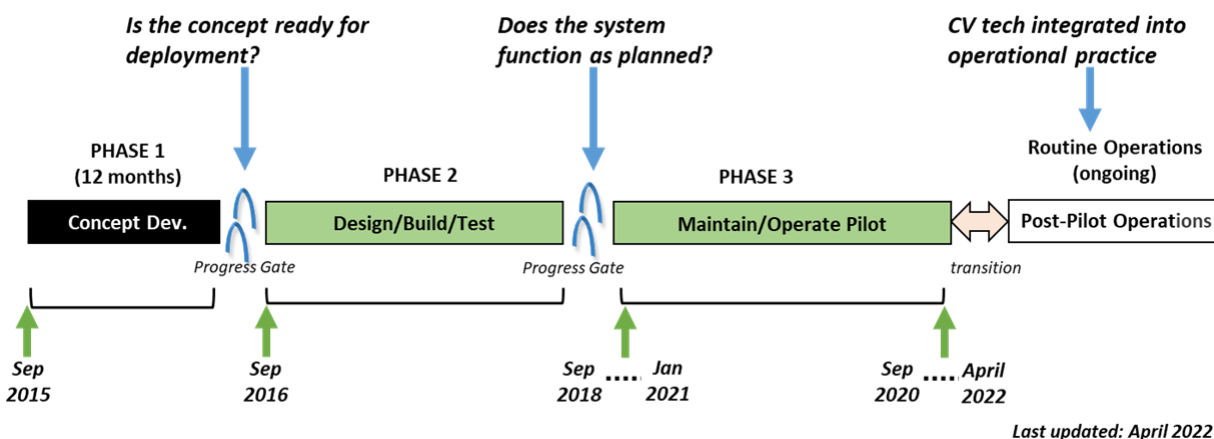 Is the concept ready for
deployment?
Does the system
function as planned?
CV tech integrated into
operational practice
PHASE 1
(12 months)
PHASE 2
PHASE 3
Routine Operations
(ongoing)
Concept Dev.
Design/Build/Test
Maintain/Operate Pilot
Post-Pilot Operations
Progress Gate
Progress Gate
transition
Sep
2015
Sep
2016
Sep ..... Jan
2018 2021
Sep ..... April
2020 2022
Last updated: April 2022